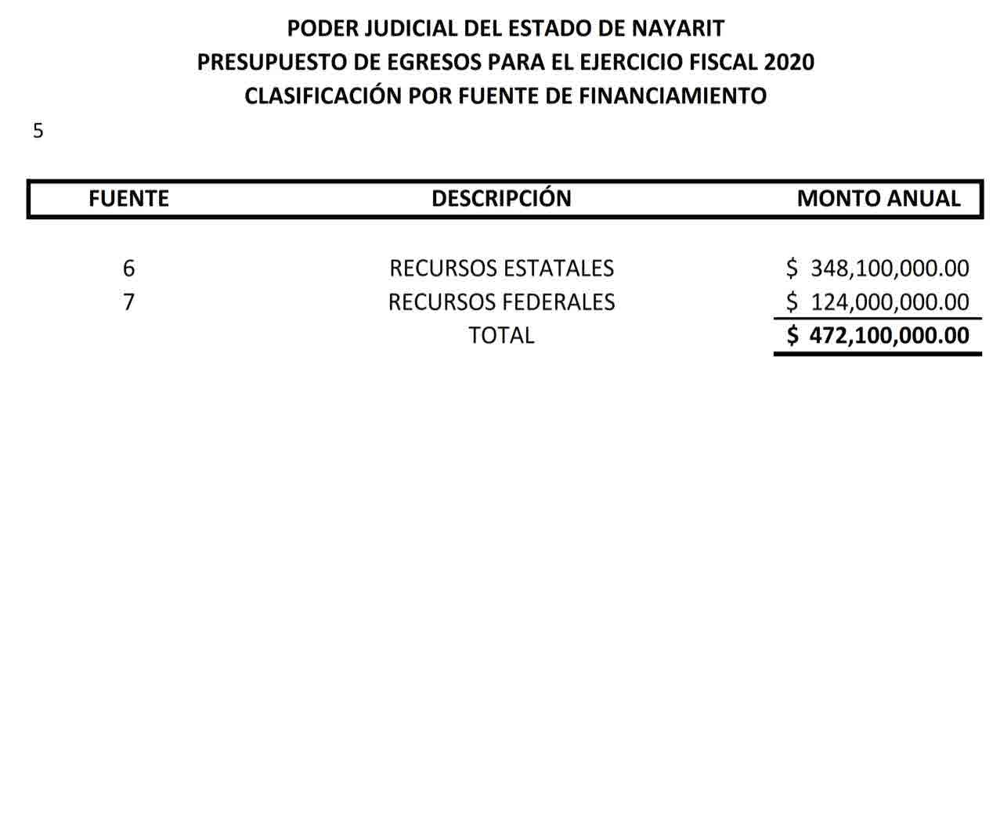 PODER JUDICIAL DEL ESTADO DE NAYARIT
PRESUPUESTO DE EGRESOS PARA EL EJERCICIO FISCAL 2020
CLASIFICACIÓN POR FUENTE DE FINANCIAMIENTO
5
FUENTE DESCRIPCIÓN MONTO ANUAL
6 RECURSOS ESTATALES $ 348,100,000.00
7 RECURSOS FEDERALES $ 124,000,000.00
TOTAL $ 472,100,000.00